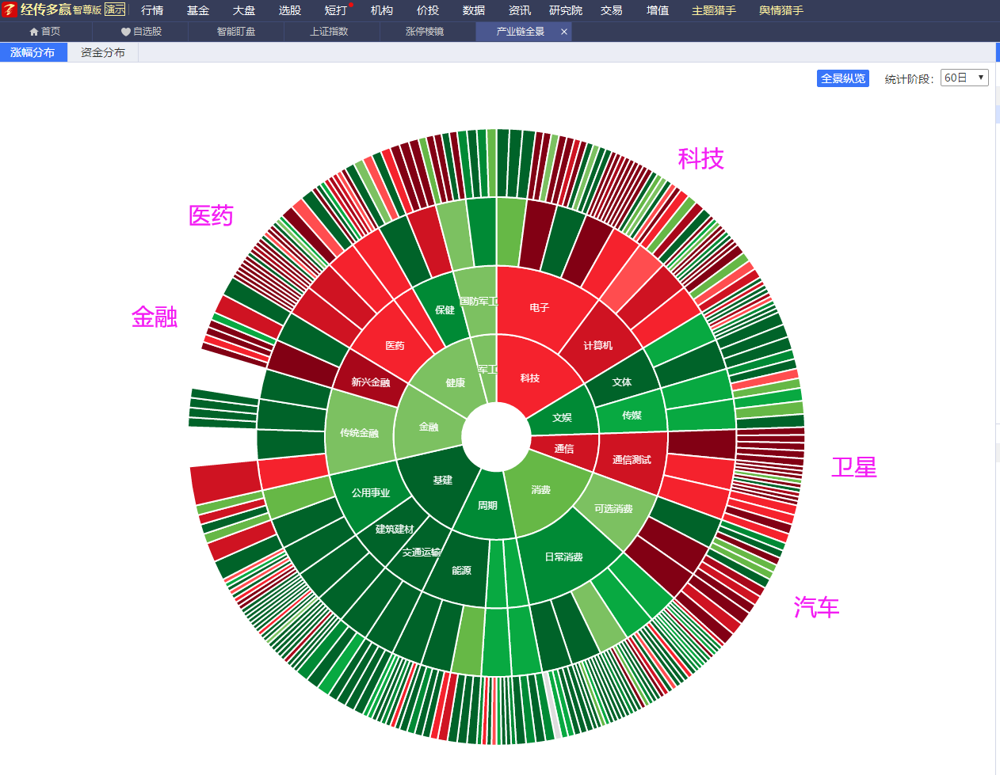 经传多赢 智尊版 演示 行情 基金 大盘 选股 短打 机构 价投 数据 资讯 研究院 交易 增值 主题猎手 舆情猎手
首页 自选股 智能盯盘 上证指数 涨停棱镜 产业链全景 ×
涨幅分布 资金分布
全景纵览 统计阶段： 60日
科技
医药
金融
卫星
汽车
国防军工
电子
保健
医药
计算机
军工
科技
新兴金融
健康
文体
文娱
传媒
金融
传统金融
通信
通信测试
基建
消费
公用事业
周期
可选消费
建筑建材
交通运输
日常消费
能源